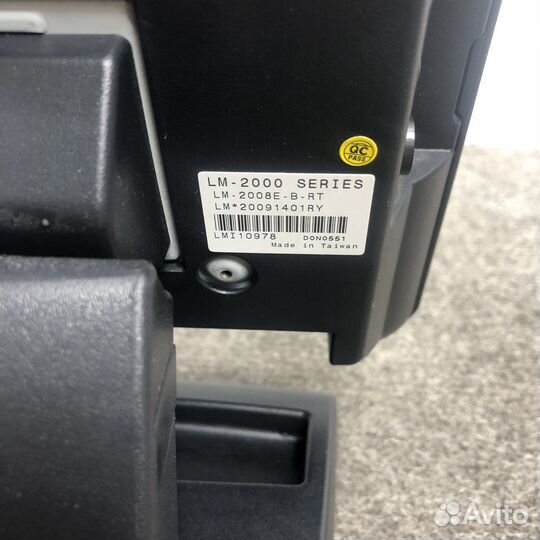 QC
PASS
LM-2000 SERIES
LM-2008E-B-RT
LM*20091401RY
LMI10978 D0N0551
Made in Taiwan
Avito